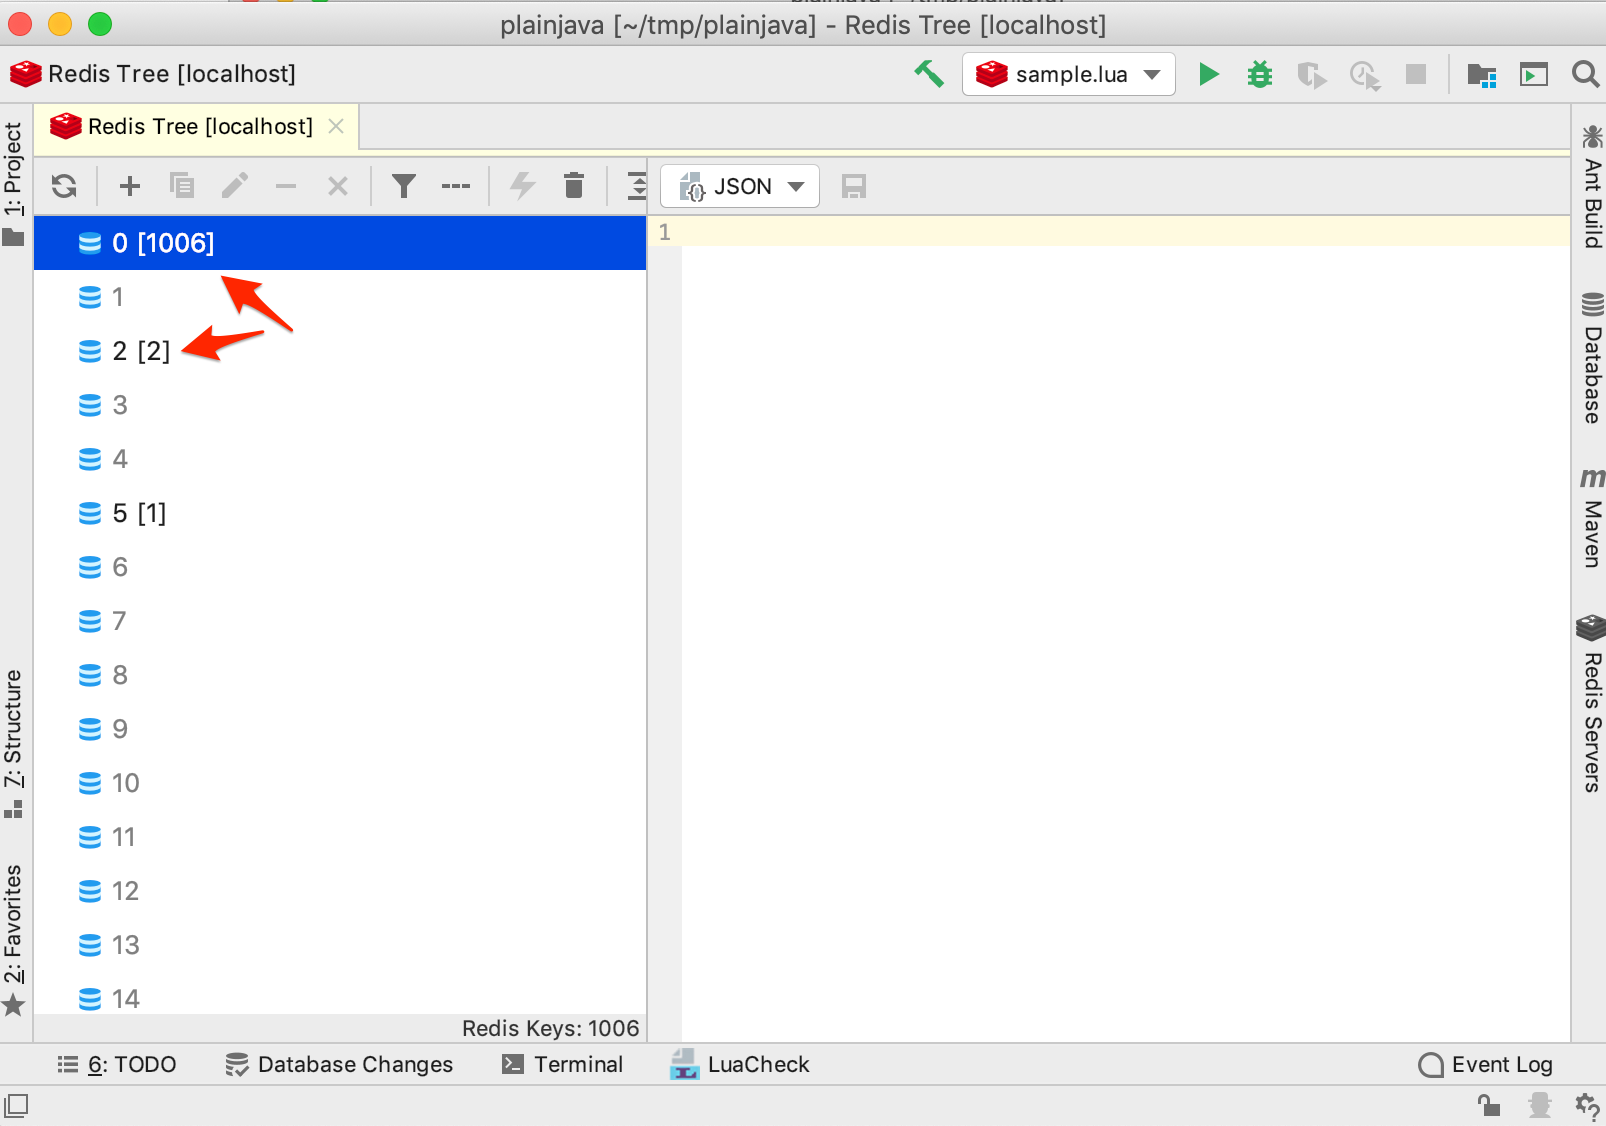 plainjava [~/tmp/plainjava] - Redis Tree [localhost]
Redis Tree [localhost]
sample.lua
Redis Tree [localhost]
JSON
1: Project
7: Structure
2: Favorites
0 [1006]
1
2 [2]
3
4
5 [1]
6
7
8
9
10
11
12
13
14
Redis Keys: 1006
1
Ant Build
Database
m
Maven
Redis Servers
6: TODO
Database Changes
Terminal
LuaCheck
Event Log